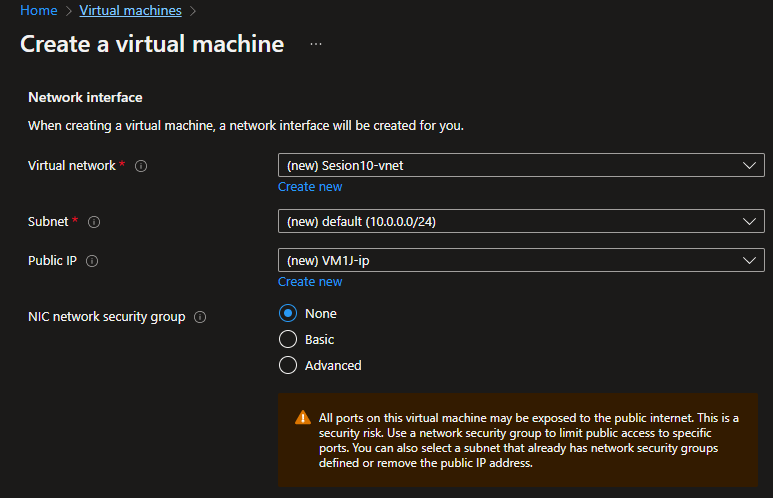 Home > Virtual machines >
Create a virtual machine ...
Network interface
When creating a virtual machine, a network interface will be created for you.
Virtual network * (new) Sesion10-vnet
Create new
Subnet * (new) default (10.0.0.0/24)
Public IP (new) VM1J-ip
Create new
NIC network security group None
Basic
Advanced
All ports on this virtual machine may be exposed to the public internet. This is a
security risk. Use a network security group to limit public access to specific
ports. You can also select a subnet that already has network security groups
defined or remove the public IP address.